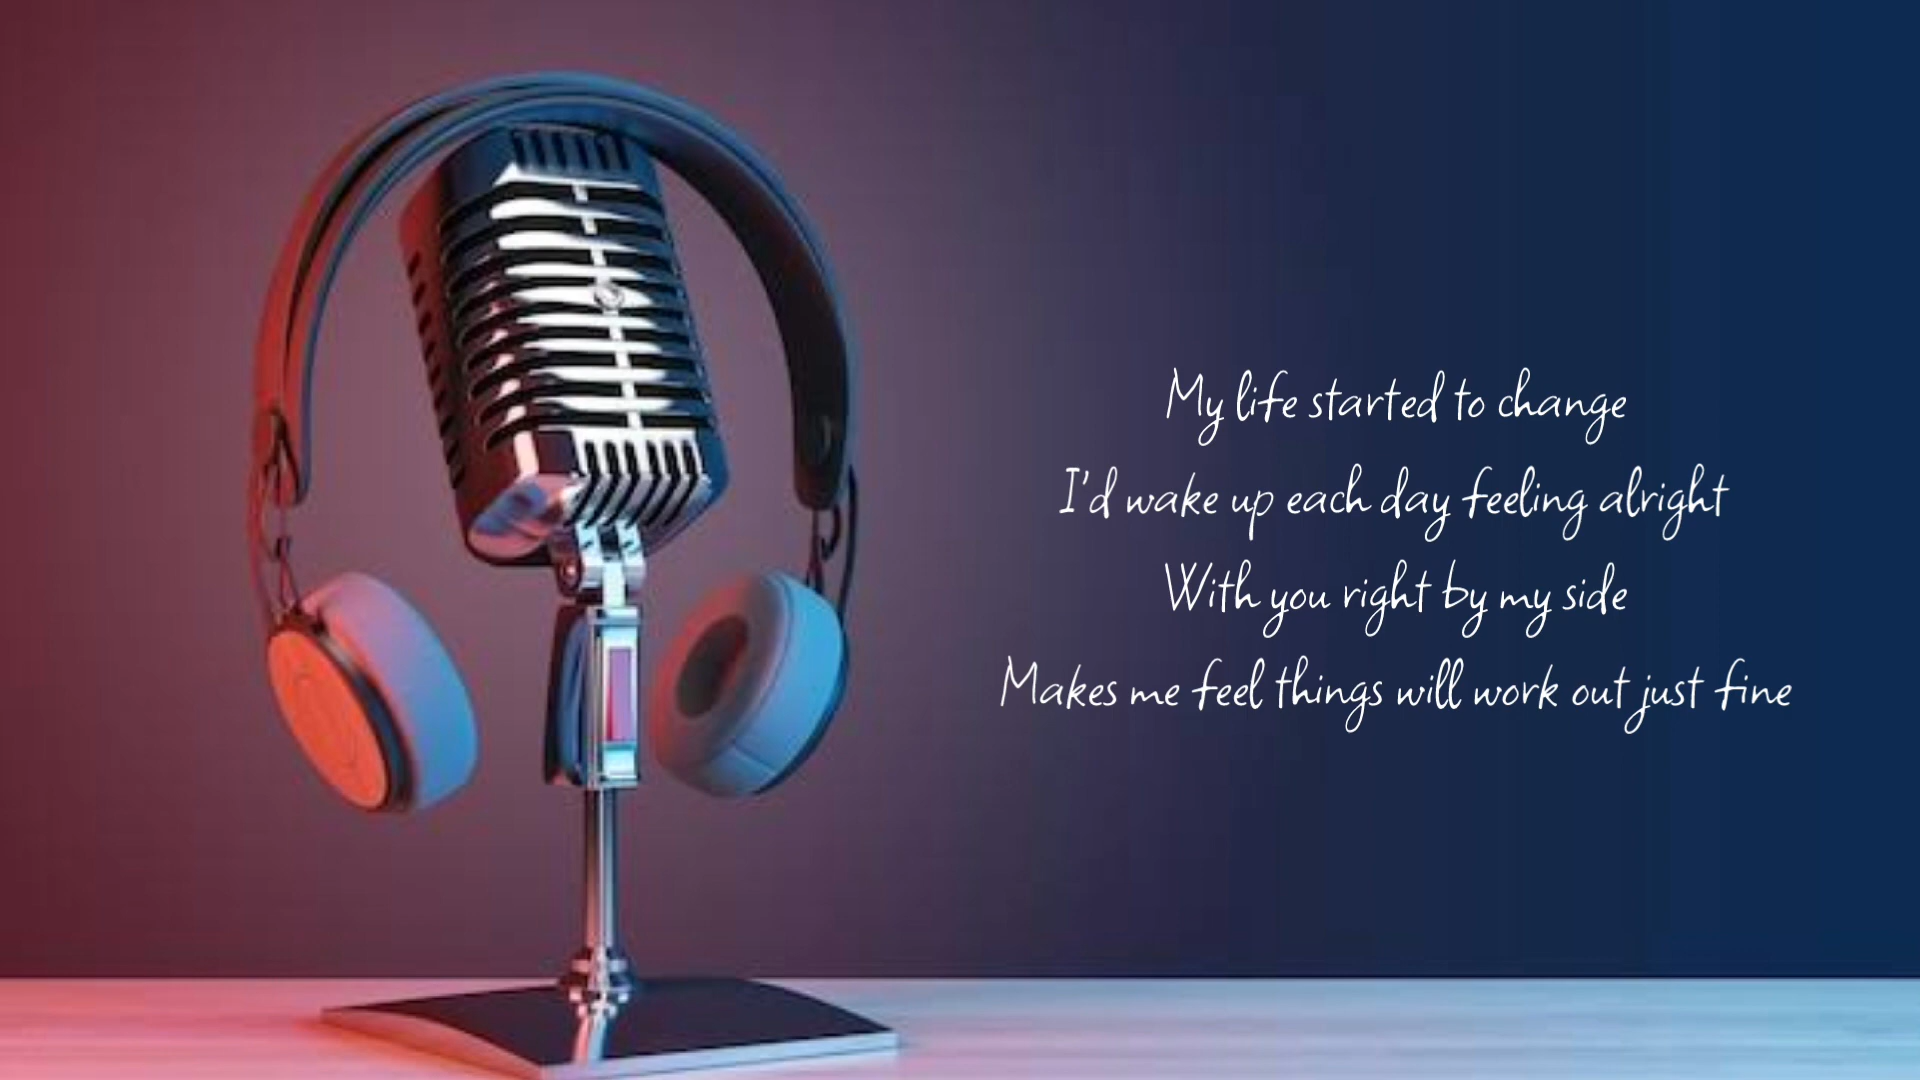 My life started to change
I'd wake up each day feeling alright
With you right by my side
Makes me feel things will work out just fine